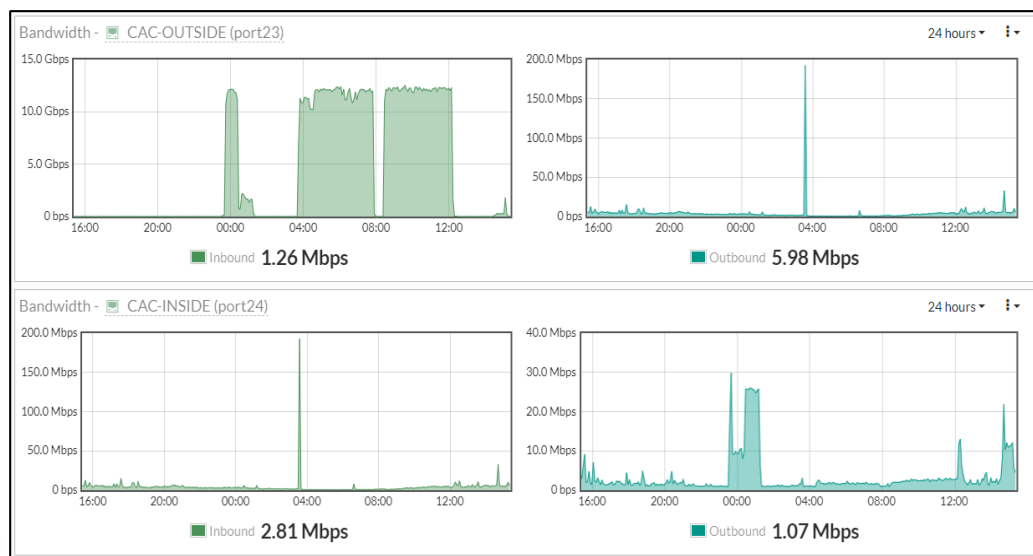 Bandwidth - CAC-OUTSIDE (port23) 24 hours
15.0 Gbps
10.0 Gbps
5.0 Gbps
0 bps
16:00 20:00 00:00 04:00 08:00 12:00
Inbound 1.26 Mbps
200.0 Mbps
150.0 Mbps
100.0 Mbps
50.0 Mbps
0 bps
16:00 20:00 00:00 04:00 08:00 12:00
Outbound 5.98 Mbps
Bandwidth - CAC-INSIDE (port24) 24 hours
200.0 Mbps
150.0 Mbps
100.0 Mbps
50.0 Mbps
0 bps
16:00 20:00 00:00 04:00 08:00 12:00
Inbound 2.81 Mbps
40.0 Mbps
30.0 Mbps
20.0 Mbps
10.0 Mbps
0 bps
16:00 20:00 00:00 04:00 08:00 12:00
Outbound 1.07 Mbps